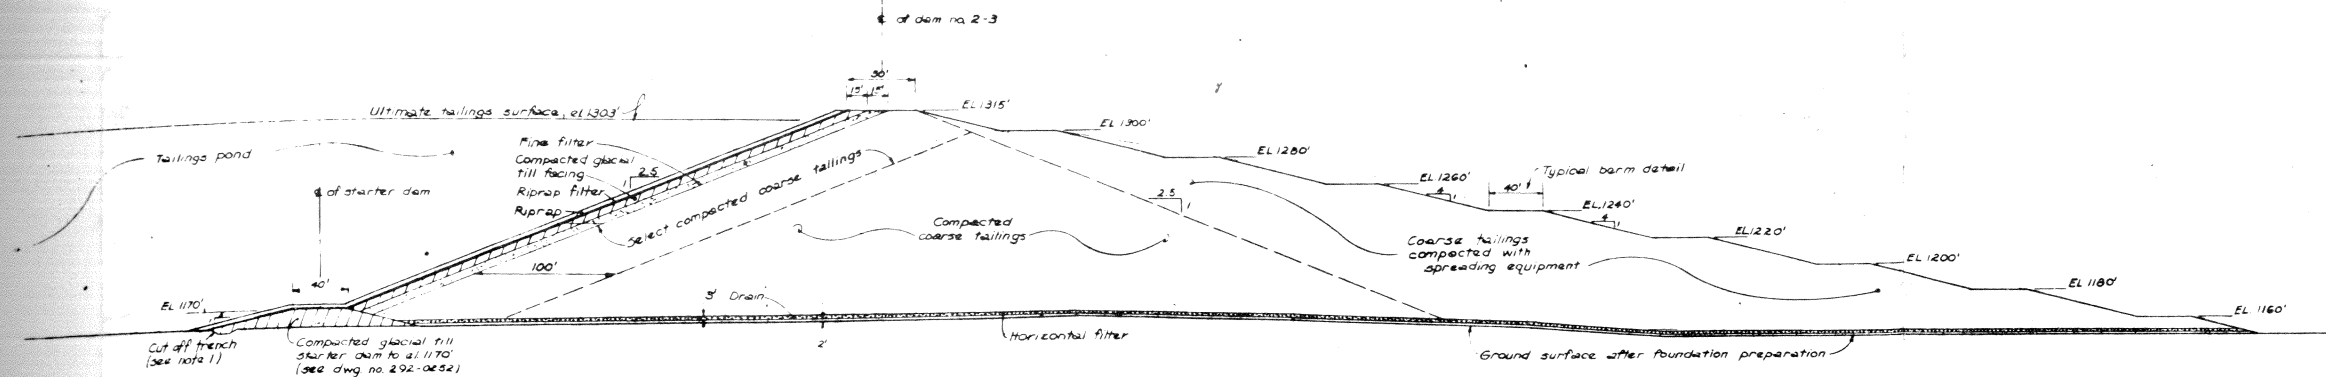 ℄ of dam no. 2-3
30'
15' 15'
Ultimate tailings surface, el. 1303'
EL 1315'
EL 1300'
EL 1280'
EL 1260'
EL. 1240'
EL 1220'
EL 1200'
EL 1180'
EL. 1160'
Tailings pond
Fine filter
Compacted glacial
till facing
Riprap filter
Riprap
2.5
1
Select compacted coarse tailings
℄ of starter dam
Typical berm detail
40'
4
1
4
1
2.5
1
Compacted
coarse tailings
Coarse tailings
compacted with
spreading equipment
100'
40'
EL 1170'
3' Drain
2'
Horizontal filter
Ground surface after foundation preparation
Cut off trench
(see note 1)
Compacted glacial till
starter dam to el. 1170'
(see dwg. no. 292-0252)